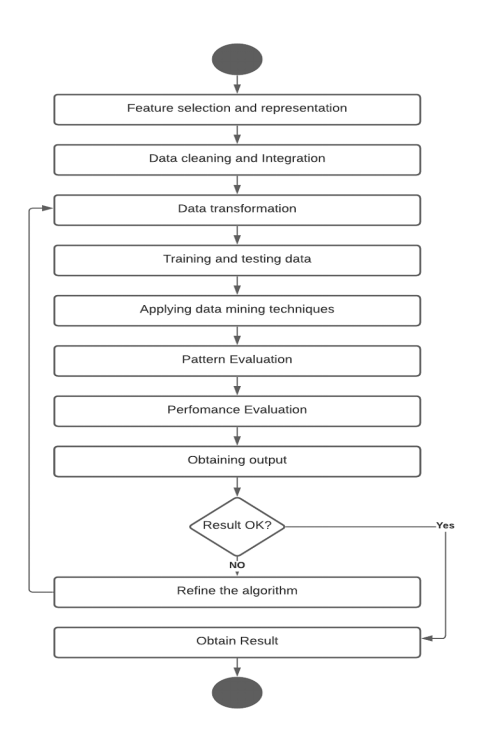 Feature selection and representation
Data cleaning and Integration
Data transformation
Training and testing data
Applying data mining techniques
Pattern Evaluation
Perfomance Evaluation
Obtaining output
Result OK?
Yes
NO
Refine the algorithm
Obtain Result